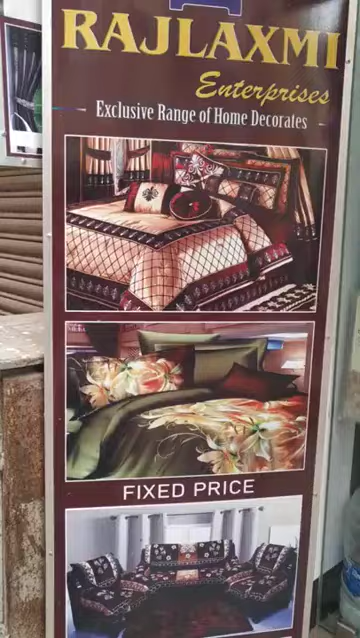 RAJLAXMI
Enterprises
Exclusive Range of Home Decorates
FIXED PRICE